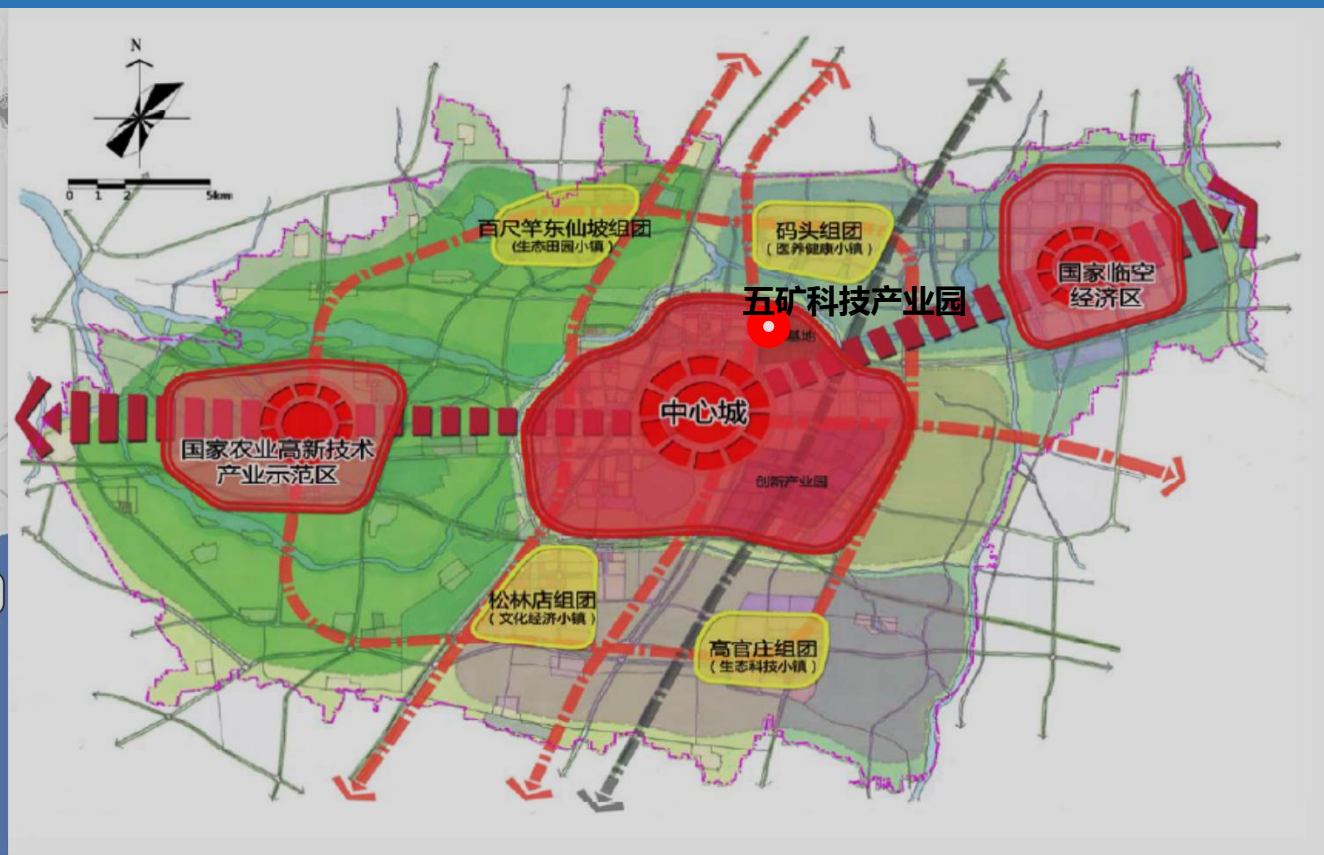 N
0 1 2 5km
百尺竿东仙坡组团
(生态田园小镇)
码头组团
(医养健康小镇)
国家临空
经济区
五矿科技产业园
基地
中心城
国家农业高新技术
产业示范区
创新产业园
松林店组团
(文化经济小镇)
高官庄组团
(生态科技小镇)